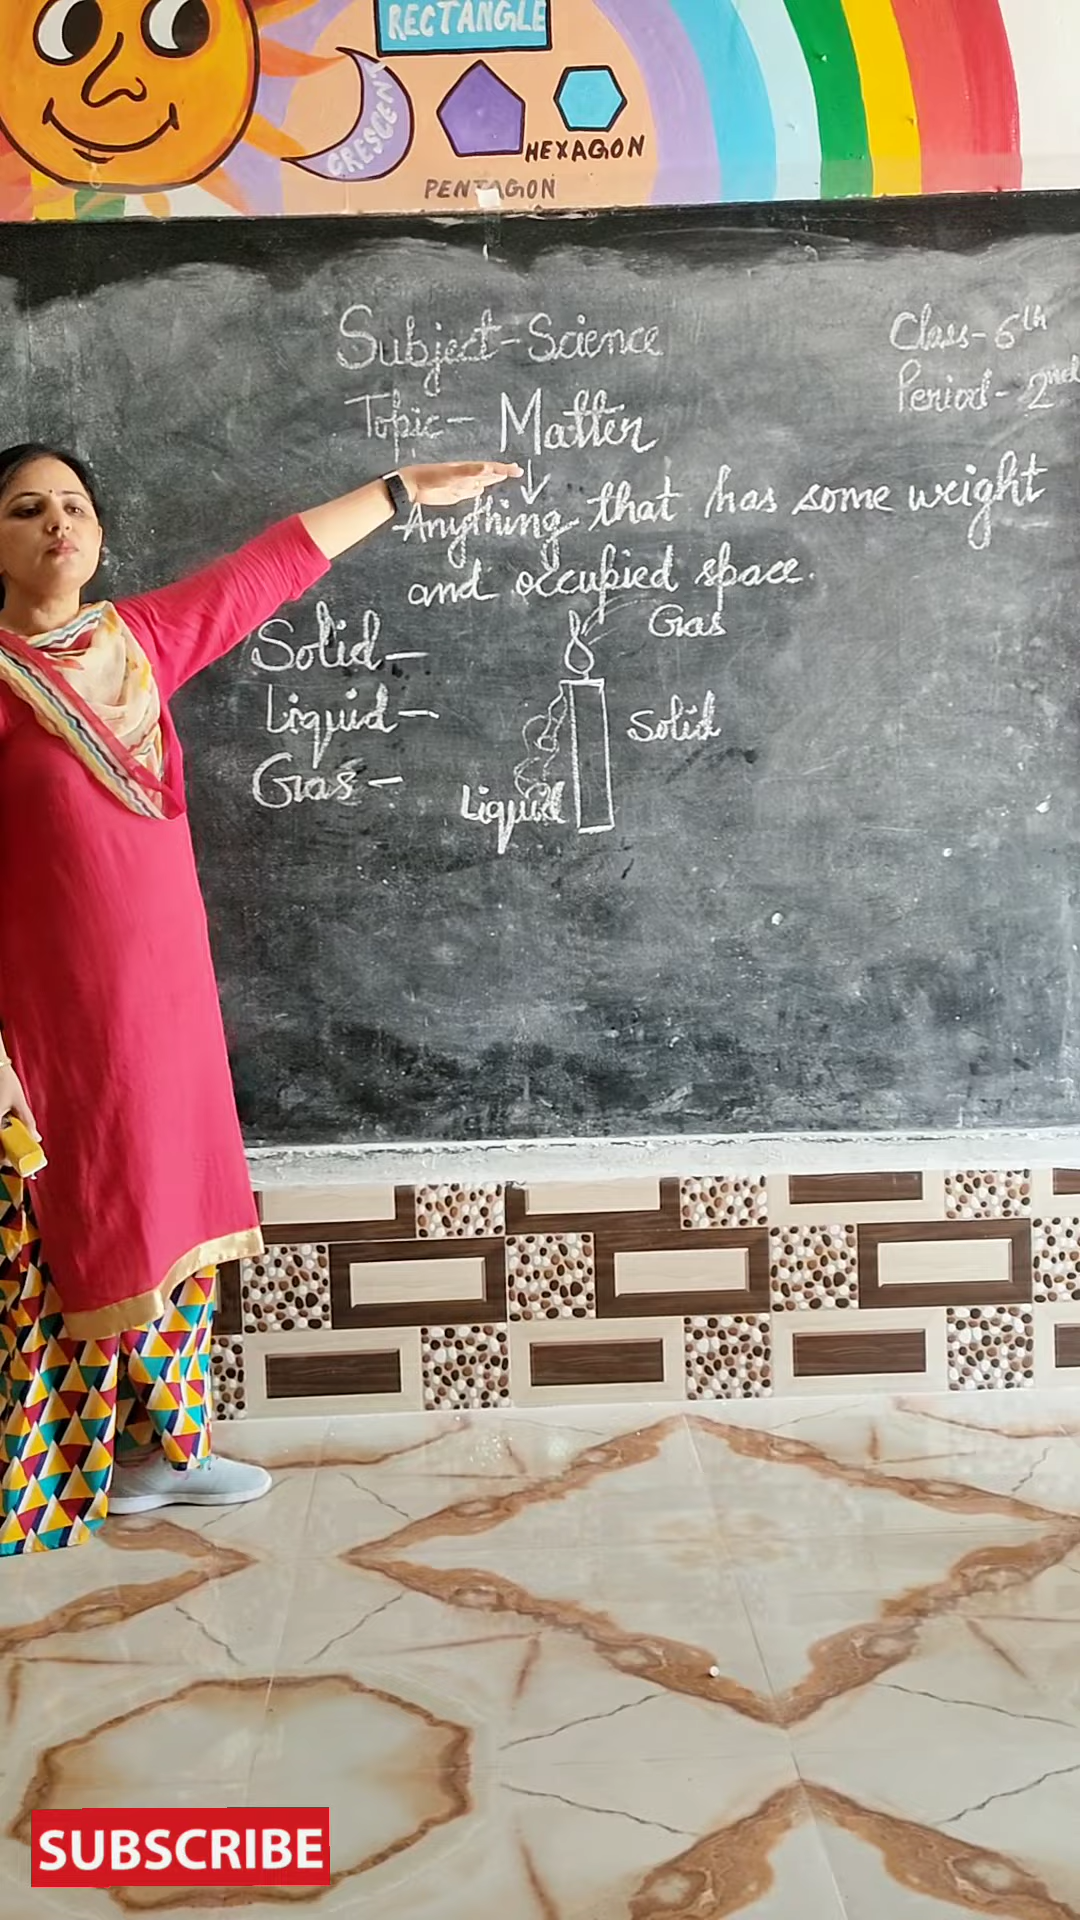 RECTANGLE
CRESCENT
HEXAGON
PENTAGON
Subject-Science
Class-6th
Topic- Matter
Period- 2nd
Anything that has some weight
and occupied space.
Gas
Solid-
Liquid-
Solid
Gas-
Liquid
SUBSCRIBE